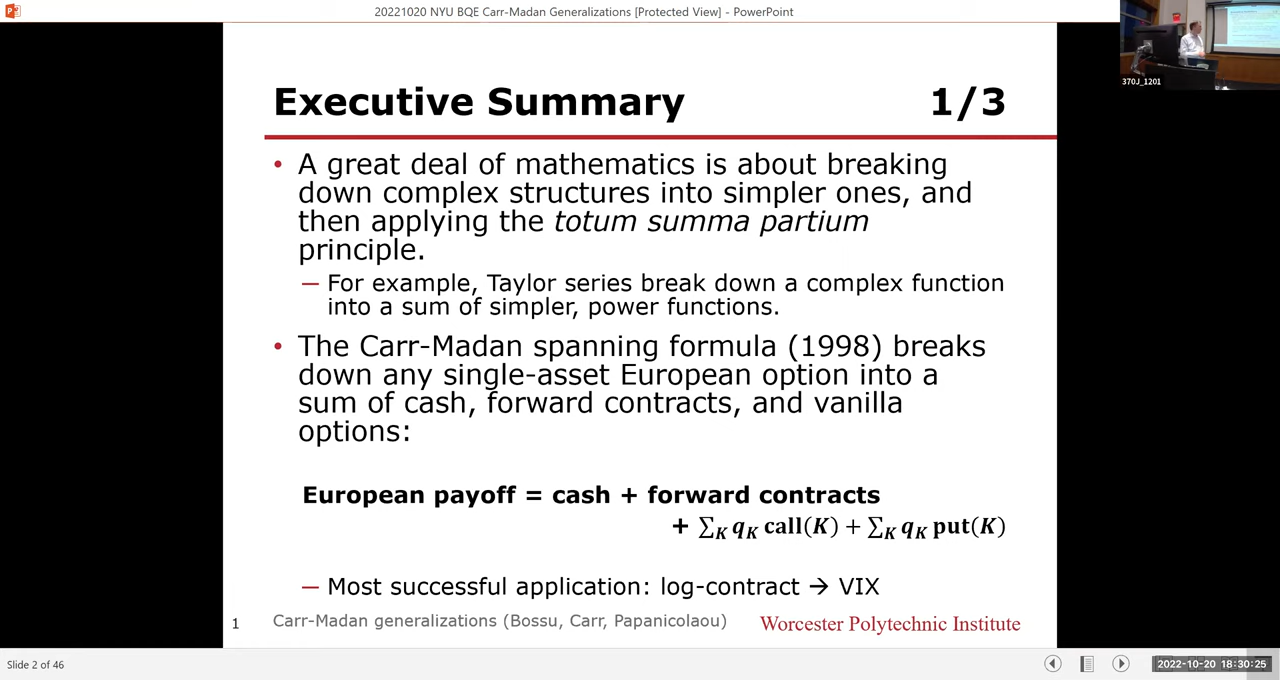 20221020 NYU BQE Carr-Madan Generalizations [Protected View] - PowerPoint
370J_1201
Executive Summary 1/3
• A great deal of mathematics is about breaking
down complex structures into simpler ones, and
then applying the totum summa partium
principle.
— For example, Taylor series break down a complex function
into a sum of simpler, power functions.
• The Carr-Madan spanning formula (1998) breaks
down any single-asset European option into a
sum of cash, forward contracts, and vanilla
options:
European payoff = cash + forward contracts
+ ∑_K q_K call(K) + ∑_K q_K put(K)
— Most successful application: log-contract → VIX
1 Carr-Madan generalizations (Bossu, Carr, Papanicolaou) Worcester Polytechnic Institute
Slide 2 of 46
2022-10-20 18:30:25